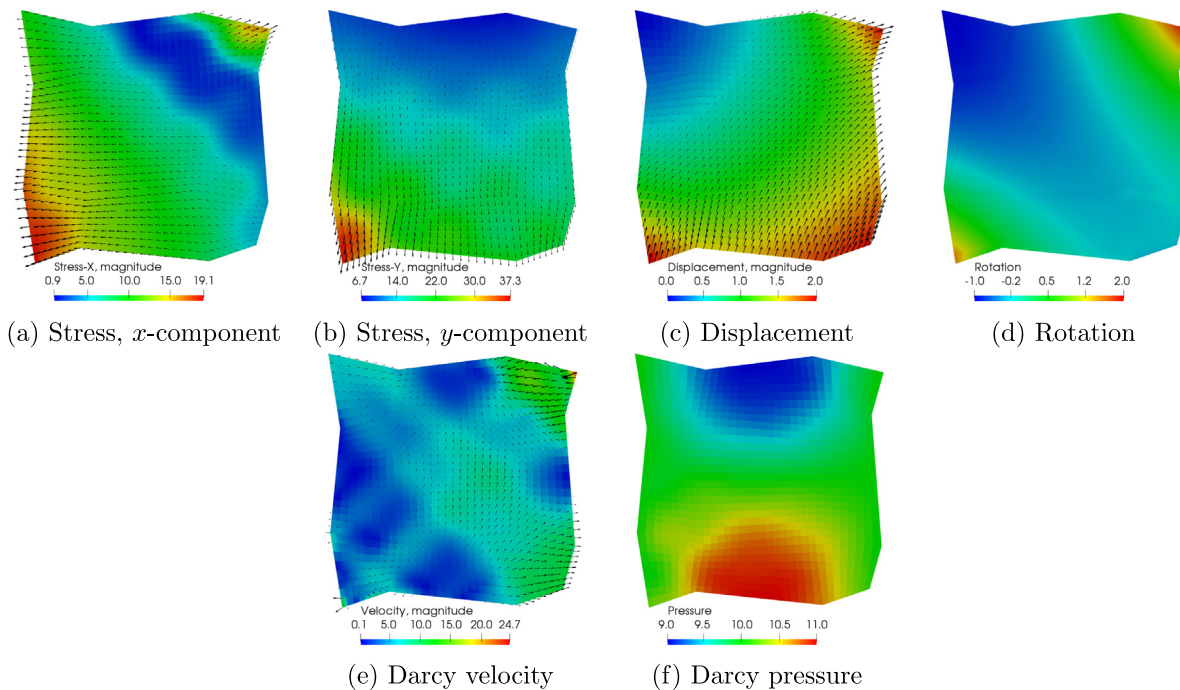 Stress-X, magnitude
0.9 5.0 10.0 15.0 19.1
Stress-Y, magnitude
6.7 14.0 22.0 30.0 37.3
Displacement, magnitude
0.0 0.5 1.0 1.5 2.0
Rotation
-1.0 -0.2 0.5 1.2 2.0
(a) Stress, x-component
(b) Stress, y-component
(c) Displacement
(d) Rotation
Velocity, magnitude
0.1 5.0 10.0 15.0 20.0 24.7
Pressure
9.0 9.5 10.0 10.5 11.0
(e) Darcy velocity
(f) Darcy pressure